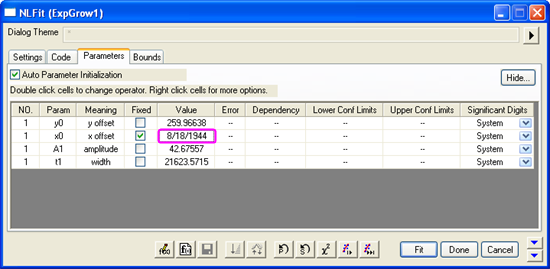 NLFit (ExpGrow1)
Dialog Theme *
Settings Code Parameters Bounds
Auto Parameter Initialization
Hide...
Double click cells to change operator. Right click cells for more options.
NO. Param Meaning Fixed Value Error Dependency Lower Conf Limits Upper Conf Limits Significant Digits
1 y0 y offset 259.96638 -- -- -- -- System
1 x0 x offset 8/18/1944 -- -- -- -- System
1 A1 amplitude 42.67557 -- -- -- -- System
1 t1 width 21623.5715 -- -- -- -- System
Fit Done Cancel